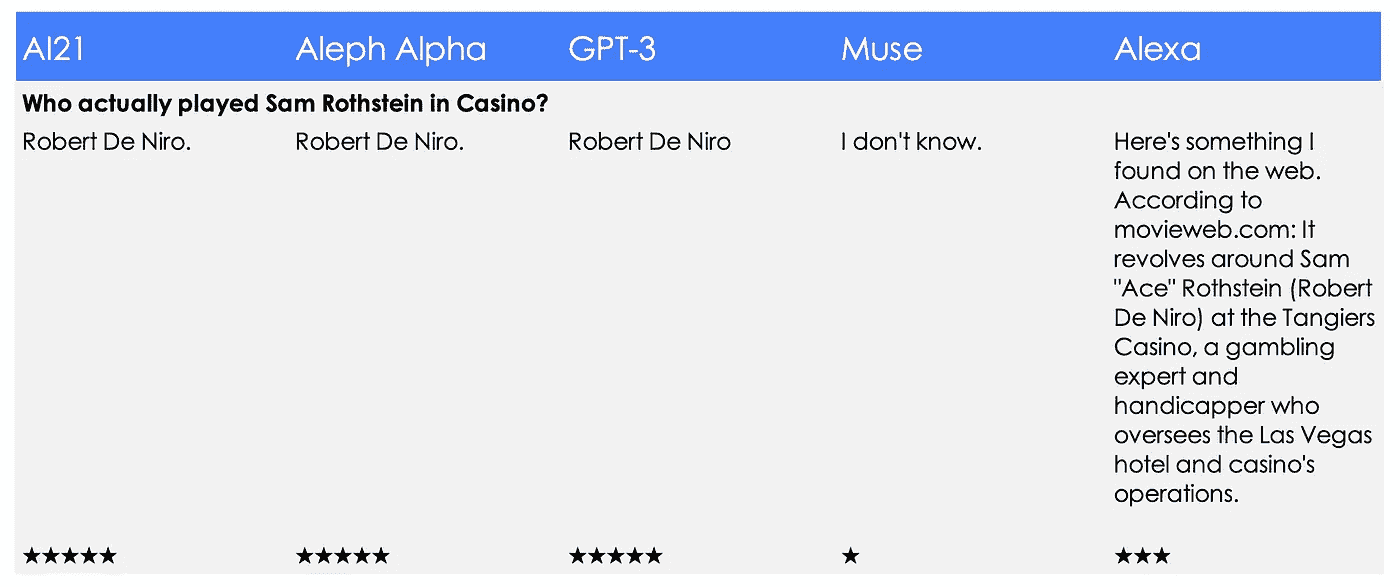 AI21 Aleph Alpha GPT-3 Muse Alexa
Who actually played Sam Rothstein in Casino?
Robert De Niro.
Robert De Niro.
Robert De Niro
I don't know.
Here's something I
found on the web.
According to
movieweb.com: It
revolves around Sam
"Ace" Rothstein (Robert
De Niro) at the Tangiers
Casino, a gambling
expert and
handicapper who
oversees the Las Vegas
hotel and casino's
operations.
★★★★★ ★★★★★ ★★★★★ ★ ★★★